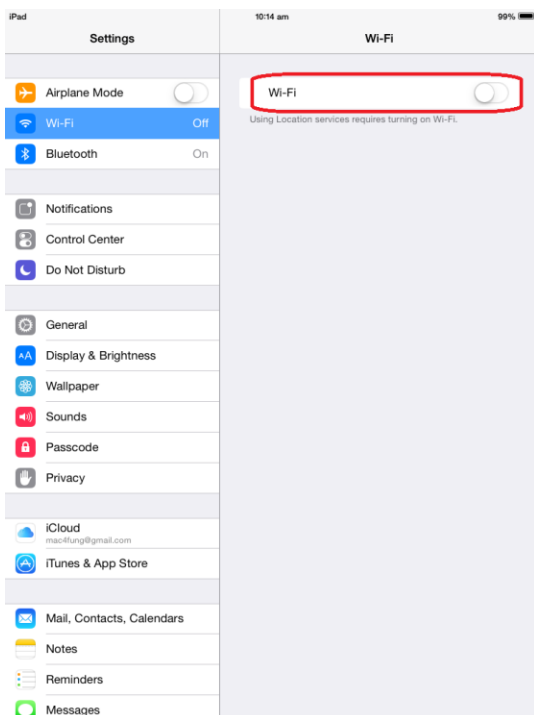 iPad 10:14 am 99%
Settings
Wi-Fi
Airplane Mode
Wi-Fi Off
Bluetooth On
Notifications
Control Center
Do Not Disturb
General
AA Display & Brightness
Wallpaper
Sounds
Passcode
Privacy
iCloud
mac4fung@gmail.com
iTunes & App Store
Mail, Contacts, Calendars
Notes
Reminders
Messages
Wi-Fi
Using Location services requires turning on Wi-Fi.